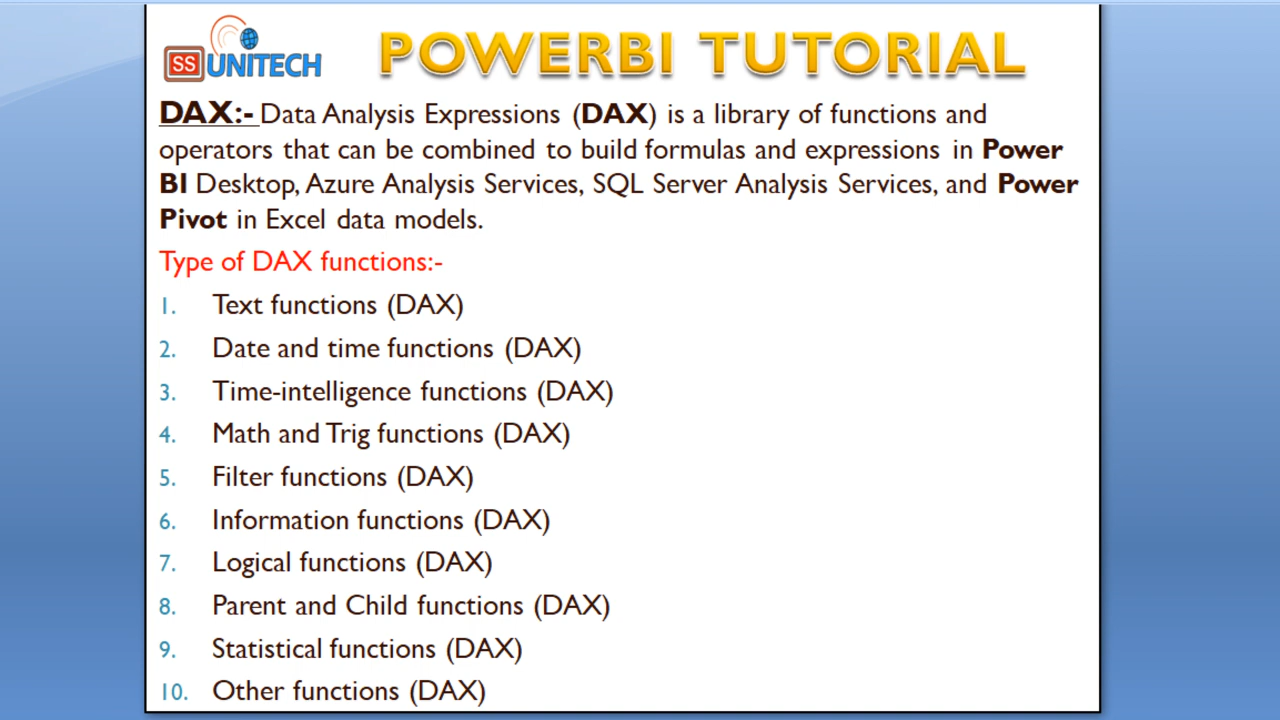 SS UNITECH
POWERBI TUTORIAL
DAX:- Data Analysis Expressions (DAX) is a library of functions and
operators that can be combined to build formulas and expressions in Power
BI Desktop, Azure Analysis Services, SQL Server Analysis Services, and Power
Pivot in Excel data models.
Type of DAX functions:-
1. Text functions (DAX)
2. Date and time functions (DAX)
3. Time-intelligence functions (DAX)
4. Math and Trig functions (DAX)
5. Filter functions (DAX)
6. Information functions (DAX)
7. Logical functions (DAX)
8. Parent and Child functions (DAX)
9. Statistical functions (DAX)
10. Other functions (DAX)